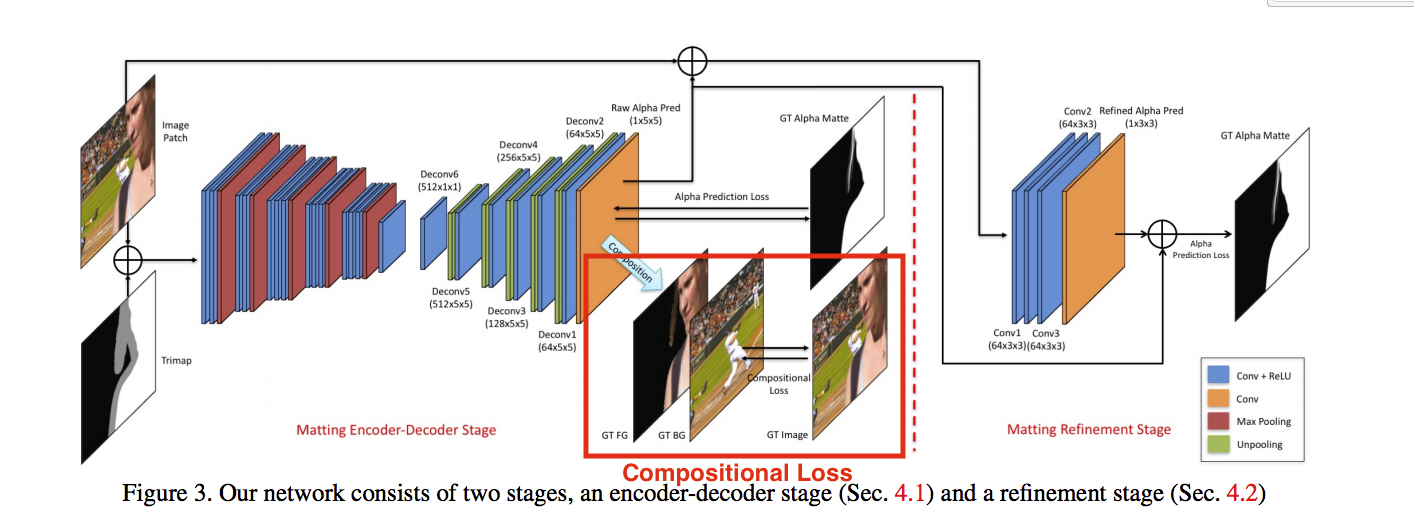 Image
Patch
Trimap
Deconv6
(512x1x1)
Deconv5
(512x5x5)
Deconv4
(256x5x5)
Deconv3
(128x5x5)
Deconv2
(64x5x5)
Deconv1
(64x5x5)
Raw Alpha Pred
(1x5x5)
GT Alpha Matte
Alpha Prediction Loss
Composition
Compositional
Loss
GT FG
GT BG
GT Image
Matting Encoder-Decoder Stage
Conv2
(64x3x3)
Refined Alpha Pred
(1x3x3)
Conv1
(64x3x3)
Conv3
(64x3x3)
Alpha
Prediction Loss
GT Alpha Matte
Matting Refinement Stage
Conv + ReLU
Conv
Max Pooling
Unpooling
Compositional Loss
Figure 3. Our network consists of two stages, an encoder-decoder stage (Sec. 4.1) and a refinement stage (Sec. 4.2)